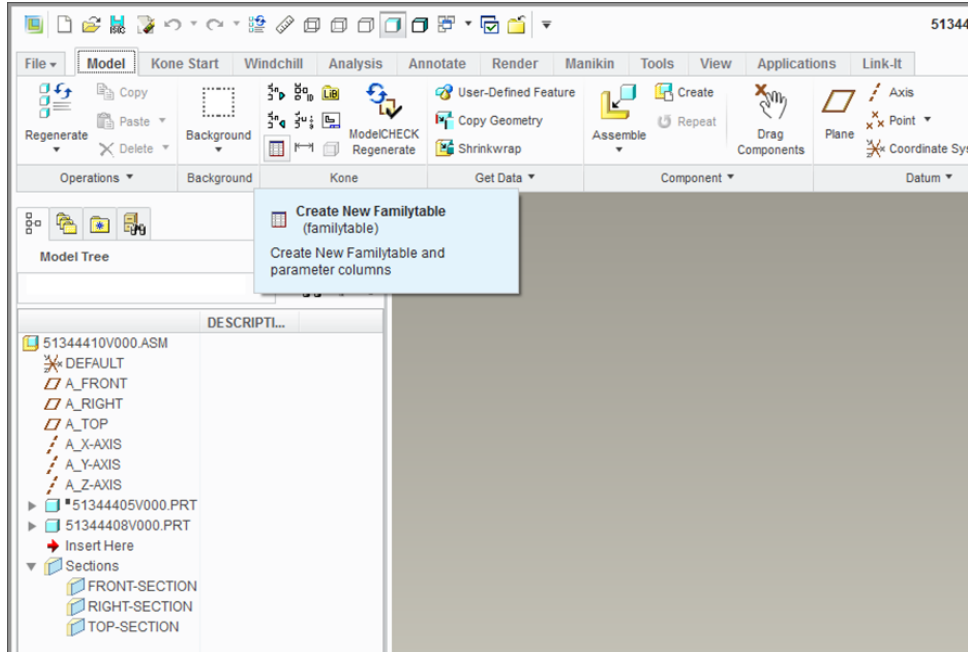 51344
File
Model
Kone Start
Windchill
Analysis
Annotate
Render
Manikin
Tools
View
Applications
Link-It
Regenerate
Copy
Paste
Delete
Background
LIB
ModelCHECK
Regenerate
User-Defined Feature
Copy Geometry
Shrinkwrap
Assemble
Create
Repeat
Drag
Components
Plane
Axis
Point
Coordinate Sys
Operations
Background
Kone
Get Data
Component
Datum
Create New Familytable
(familytable)
Create New Familytable and
parameter columns
Model Tree
DESCRIPTI...
51344410V000.ASM
DEFAULT
A_FRONT
A_RIGHT
A_TOP
A_X-AXIS
A_Y-AXIS
A_Z-AXIS
51344405V000.PRT
51344408V000.PRT
Insert Here
Sections
FRONT-SECTION
RIGHT-SECTION
TOP-SECTION